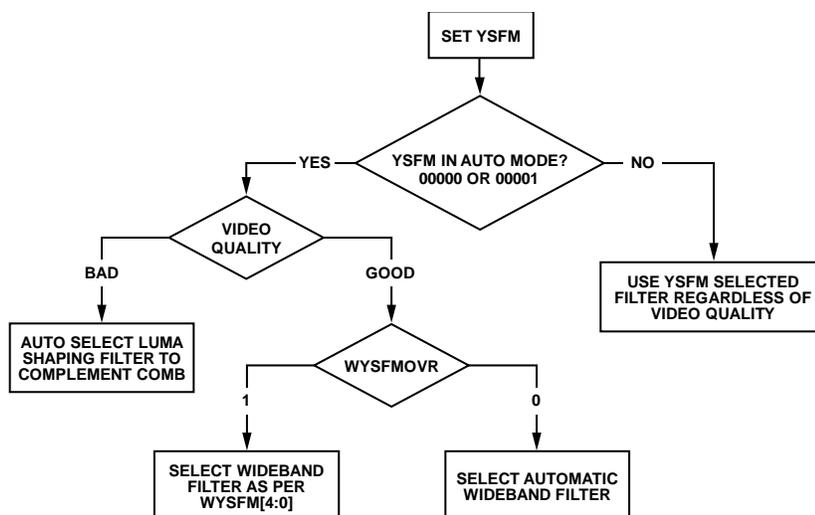 SET YSFM
YSFM IN AUTO MODE?
00000 OR 00001
YES
NO
VIDEO
QUALITY
BAD
GOOD
USE YSFM SELECTED
FILTER REGARDLESS OF
VIDEO QUALITY
AUTO SELECT LUMA
SHAPING FILTER TO
COMPLEMENT COMB
WYSFMOVR
1
0
SELECT WIDEBAND
FILTER AS PER
WYSFM[4:0]
SELECT AUTOMATIC
WIDEBAND FILTER